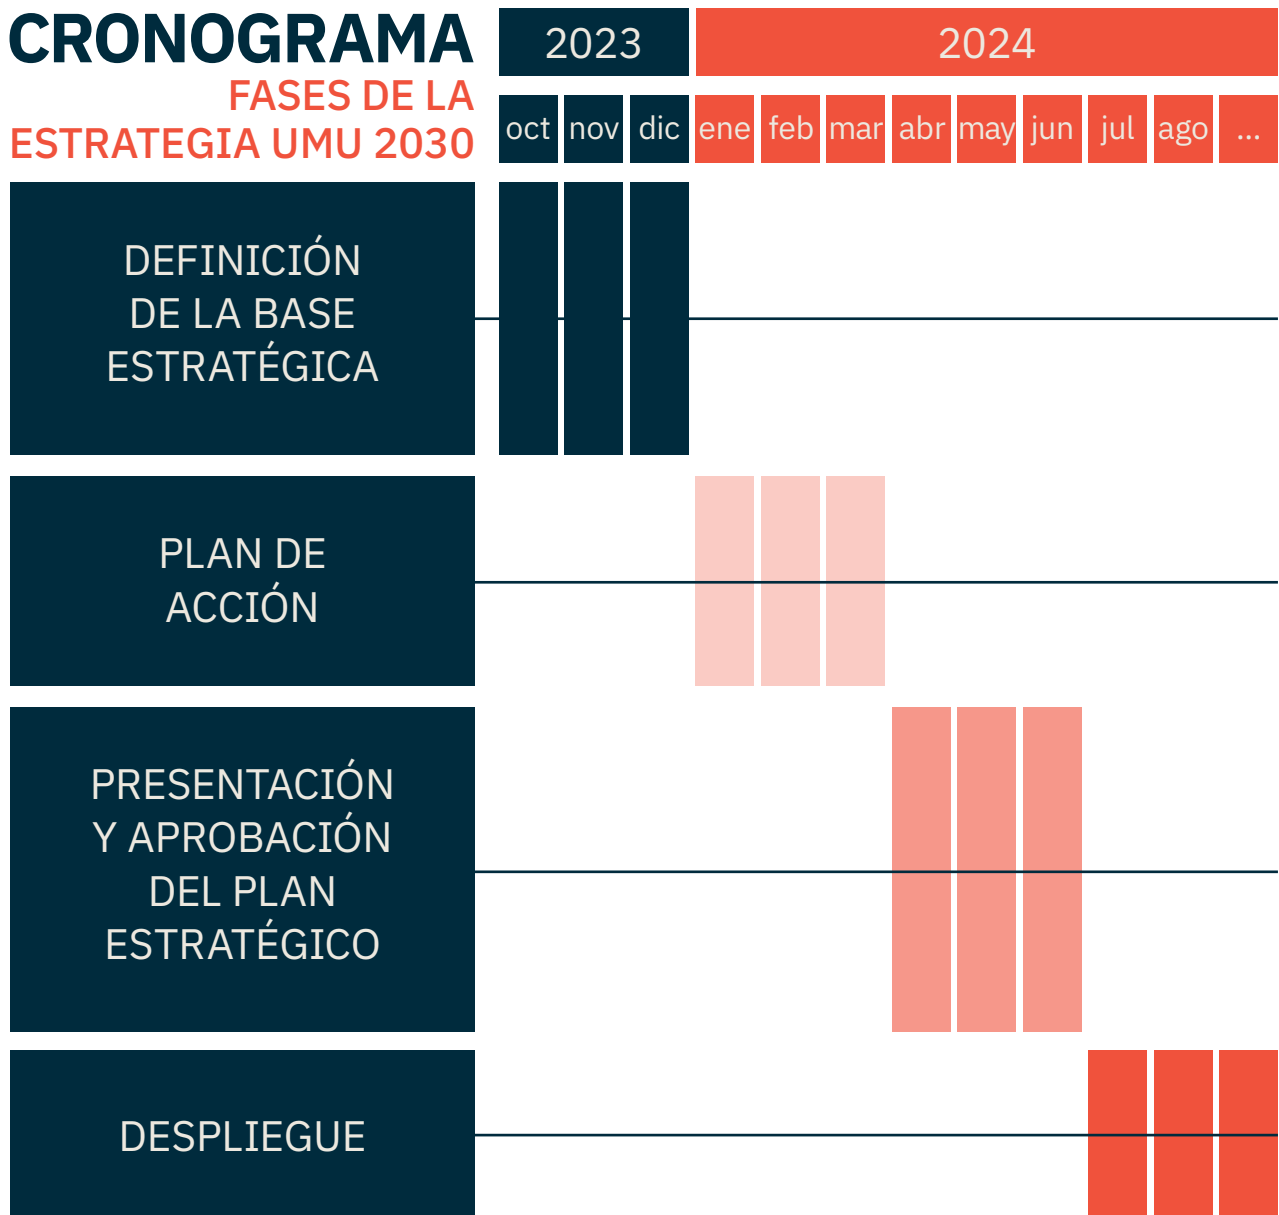 CRONOGRAMA
FASES DE LA
ESTRATEGIA UMU 2030
2023
2024
oct nov dic ene feb mar abr may jun jul ago ...
DEFINICIÓN
DE LA BASE
ESTRATÉGICA
PLAN DE
ACCIÓN
PRESENTACIÓN
Y APROBACIÓN
DEL PLAN
ESTRATÉGICO
DESPLIEGUE